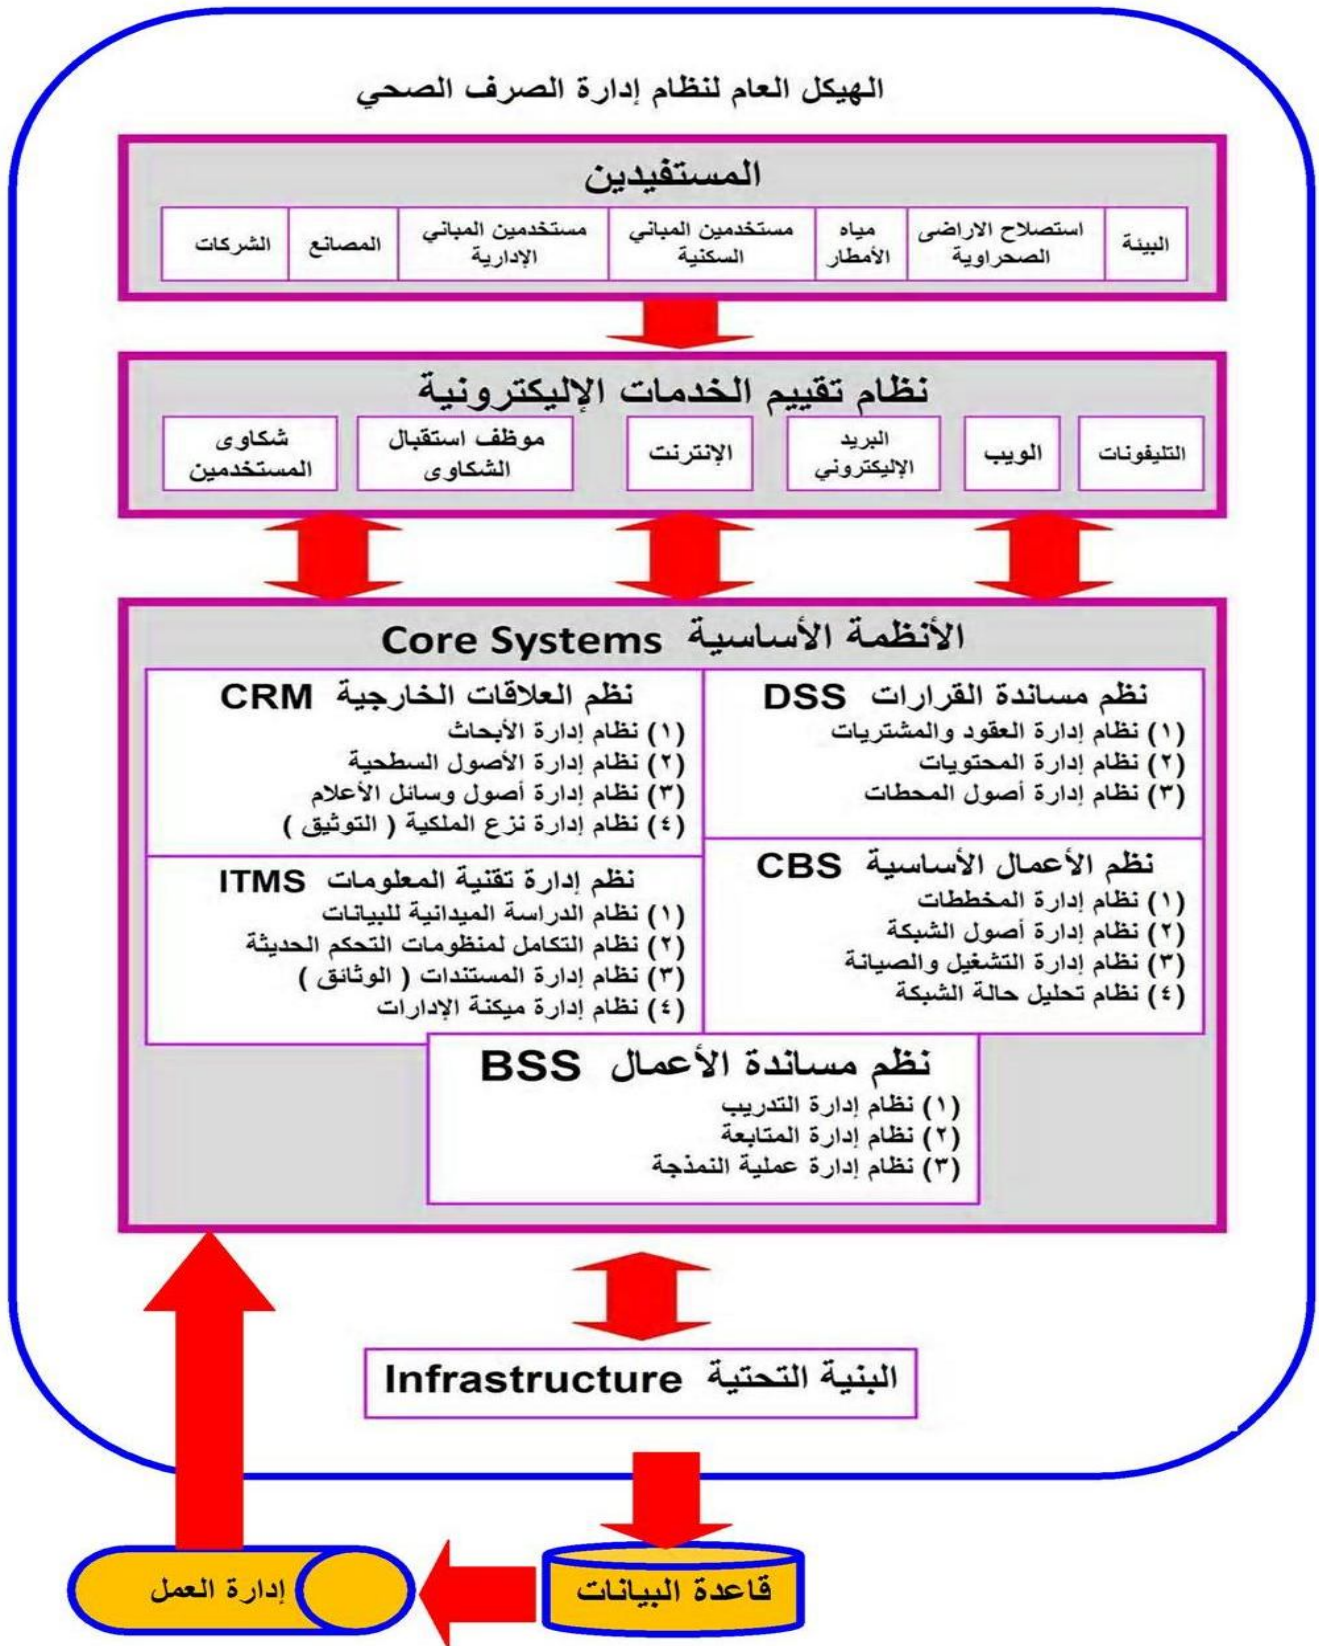 الهيكل العام لنظام إدارة الصرف الصحي
المستفيدين
البيئة
استصلاح الاراضى
الصحراوية
مياه
الأمطار
مستخدمين المباني
السكنية
مستخدمين المباني
الإدارية
المصانع
الشركات
نظام تقييم الخدمات الإليكترونية
التليفونات
الويب
البريد
الإليكتروني
الإنترنت
موظف استقبال
الشكاوى
شكاوى
المستخدمين
الأنظمة الأساسية Core Systems
نظم مساندة القرارات DSS
(١) نظام إدارة العقود والمشتريات
(٢) نظام إدارة المحتويات
(٣) نظام إدارة أصول المحطات
نظم العلاقات الخارجية CRM
(١) نظام إدارة الأبحاث
(٢) نظام إدارة الأصول السطحية
(٣) نظام إدارة أصول وسائل الأعلام
(٤) نظام إدارة نزع الملكية ( التوثيق )
نظم الأعمال الأساسية CBS
(١) نظام إدارة المخططات
(٢) نظام إدارة أصول الشبكة
(٣) نظام إدارة التشغيل والصيانة
(٤) نظام تحليل حالة الشبكة
نظم إدارة تقنية المعلومات ITMS
(١) نظام الدراسة الميدانية للبيانات
(٢) نظام التكامل لمنظومات التحكم الحديثة
(٣) نظام إدارة المستندات ( الوثائق )
(٤) نظام إدارة ميكنة الإدارات
نظم مساندة الأعمال BSS
(١) نظام إدارة التدريب
(٢) نظام إدارة المتابعة
(٣) نظام إدارة عملية النمذجة
البنية التحتية Infrastructure
قاعدة البيانات
إدارة العمل